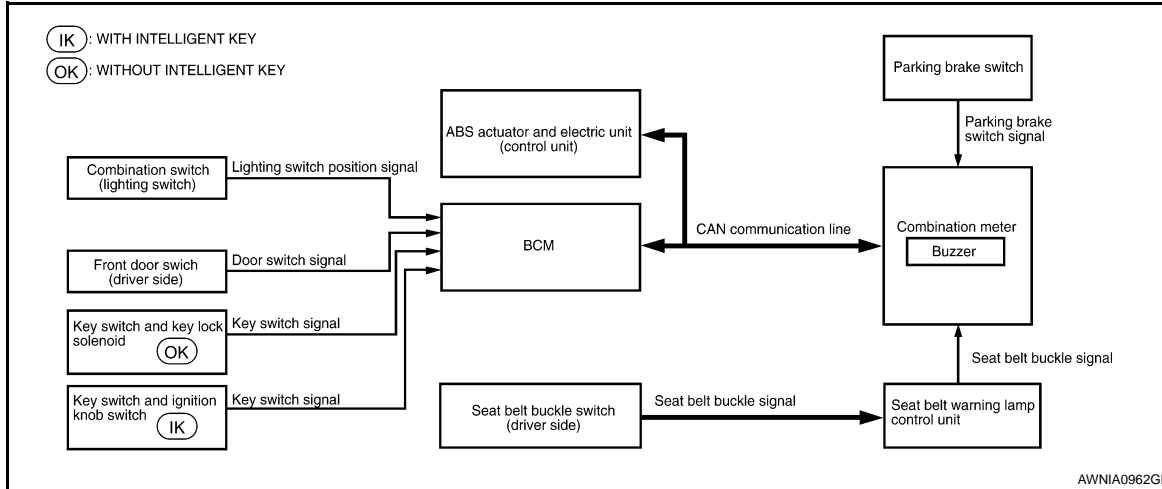 IK : WITH INTELLIGENT KEY
OK : WITHOUT INTELLIGENT KEY
Parking brake switch
ABS actuator and electric unit
(control unit)
Parking brake
switch signal
Combination switch
(lighting switch)
Lighting switch position signal
BCM
CAN communication line
Combination meter
Buzzer
Front door swich
(driver side)
Door switch signal
Key switch and key lock
solenoid
OK
Key switch signal
Seat belt buckle signal
Key switch and ignition
knob switch
IK
Key switch signal
Seat belt buckle switch
(driver side)
Seat belt buckle signal
Seat belt warning lamp
control unit